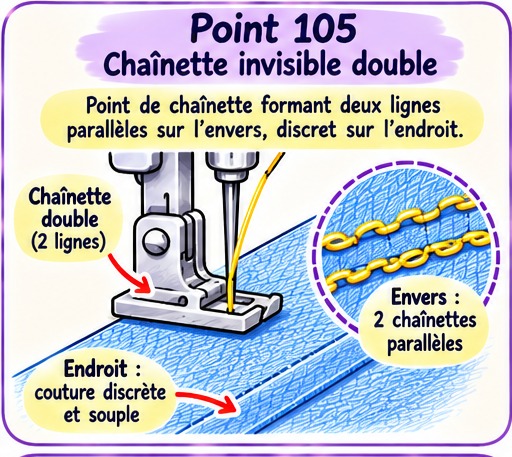 Point 105
Chaînette invisible double
Point de chaînette formant deux lignes
parallèles sur l'envers, discret sur l'endroit.
Chaînette
double
(2 lignes)
Envers :
2 chaînettes
parallèles
Endroit :
couture discrète
et souple